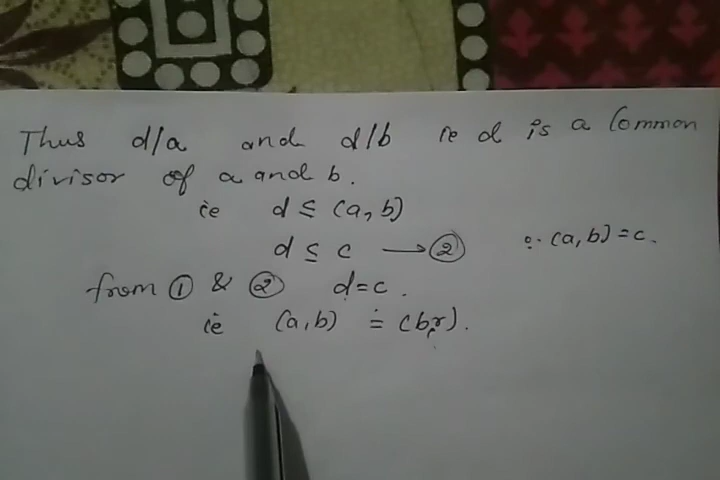 Thus d/a and d/b ie d is a Common
divisor of a and b.
ie d ≤ (a, b)
d ≤ c → ② ∵ (a, b) = c.
from ① & ② d = c.
ie (a, b) = (b, r).